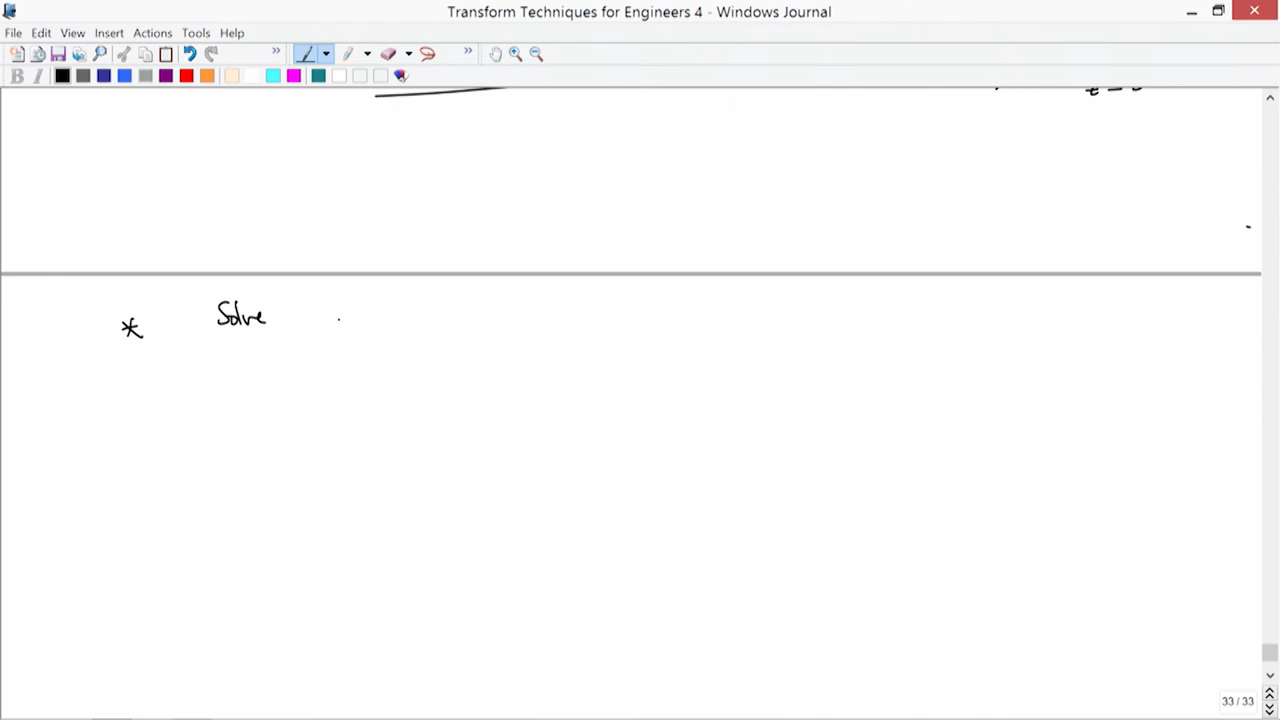 Transform Techniques for Engineers 4 - Windows Journal
File Edit View Insert Actions Tools Help
B I
* Solve
33 / 33